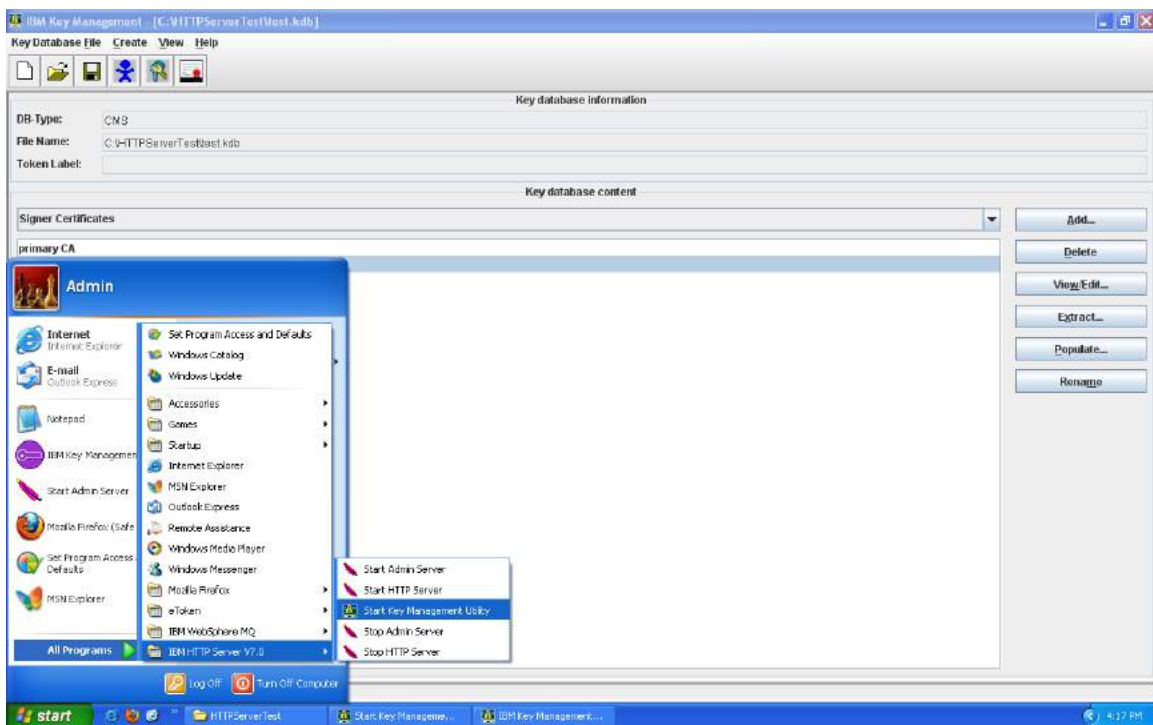 IBM Key Management - [C:\HTTPServerTest\test.kdb]
Key Database File Create View Help
Key database information
DB-Type: CMS
File Name: C:\HTTPServerTest\test.kdb
Token Label:
Key database content
Signer Certificates
Add...
primary CA
Delete
View/Edit...
Extract...
Populate...
Rename
Admin
Internet
Internet Explorer
E-mail
Outlook Express
Notepad
IBM Key Managemen
Start Admin Server
Mozilla Firefox (Safe
Set Program Access
Defaults
MSN Explorer
All Programs
Set Program Access and Defaults
Windows Catalog
Windows Update
Accessories
Games
Startup
Internet Explorer
MSN Explorer
Outlook Express
Remote Assistance
Windows Media Player
Windows Messenger
Mozilla Firefox
eToken
IBM WebSphere MQ
IBM HTTP Server V7.0
Start Admin Server
Start HTTP Server
Start Key Management Utility
Stop Admin Server
Stop HTTP Server
Log Off Turn Off Computer
start HTTPServerTest Start Key Manageme... IBM Key Management... 4:37 PM